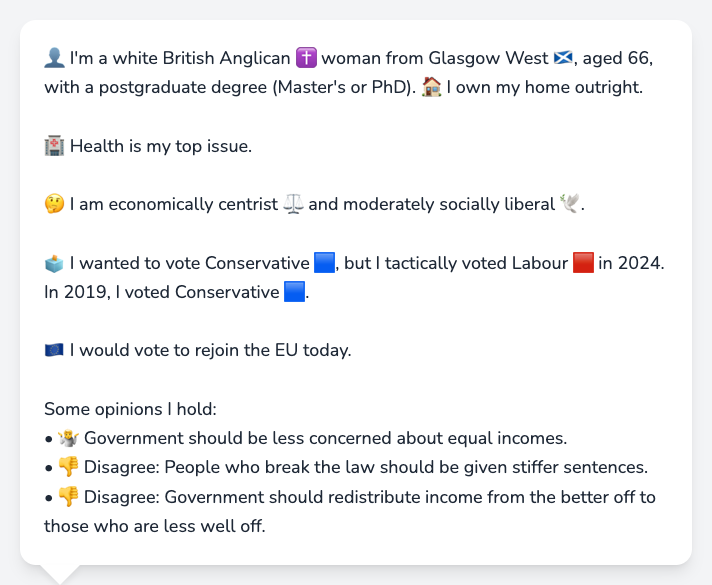 👤 I'm a white British Anglican ✝️ woman from Glasgow West 🏴󠁧󠁢󠁳󠁣󠁴󠁿, aged 66,
with a postgraduate degree (Master's or PhD). 🏠 I own my home outright.
🏥 Health is my top issue.
🤔 I am economically centrist ⚖️ and moderately socially liberal 🕊️.
🗳️ I wanted to vote Conservative 🟦, but I tactically voted Labour 🟥 in 2024.
In 2019, I voted Conservative 🟦.
🇪🇺 I would vote to rejoin the EU today.
Some opinions I hold:
• 🤷 Government should be less concerned about equal incomes.
• 👎 Disagree: People who break the law should be given stiffer sentences.
• 👎 Disagree: Government should redistribute income from the better off to
those who are less well off.